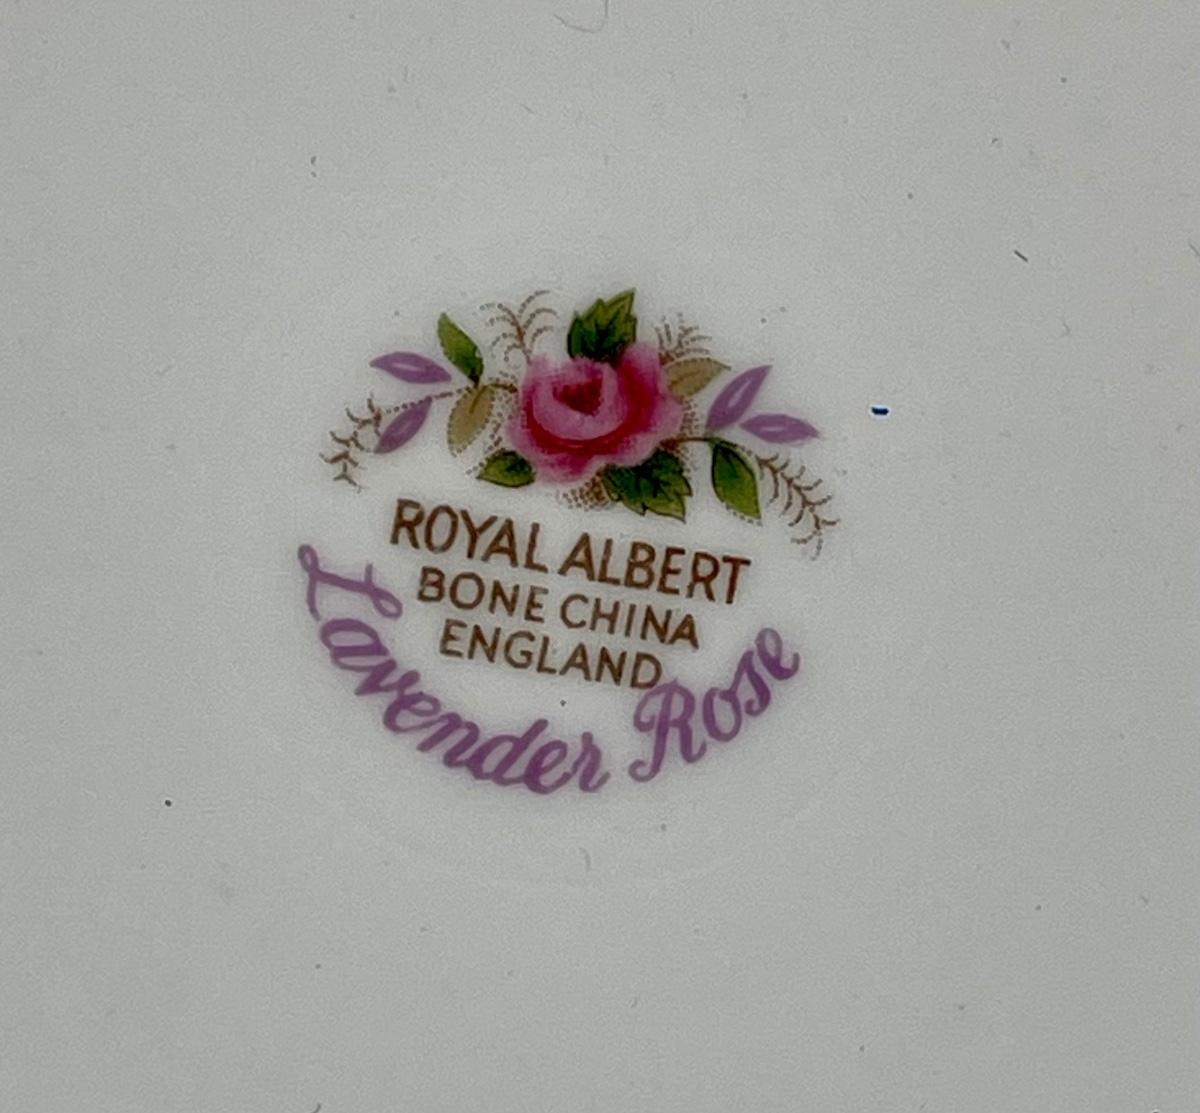 ROYAL ALBERT
BONE CHINA
ENGLAND
Lavender Rose